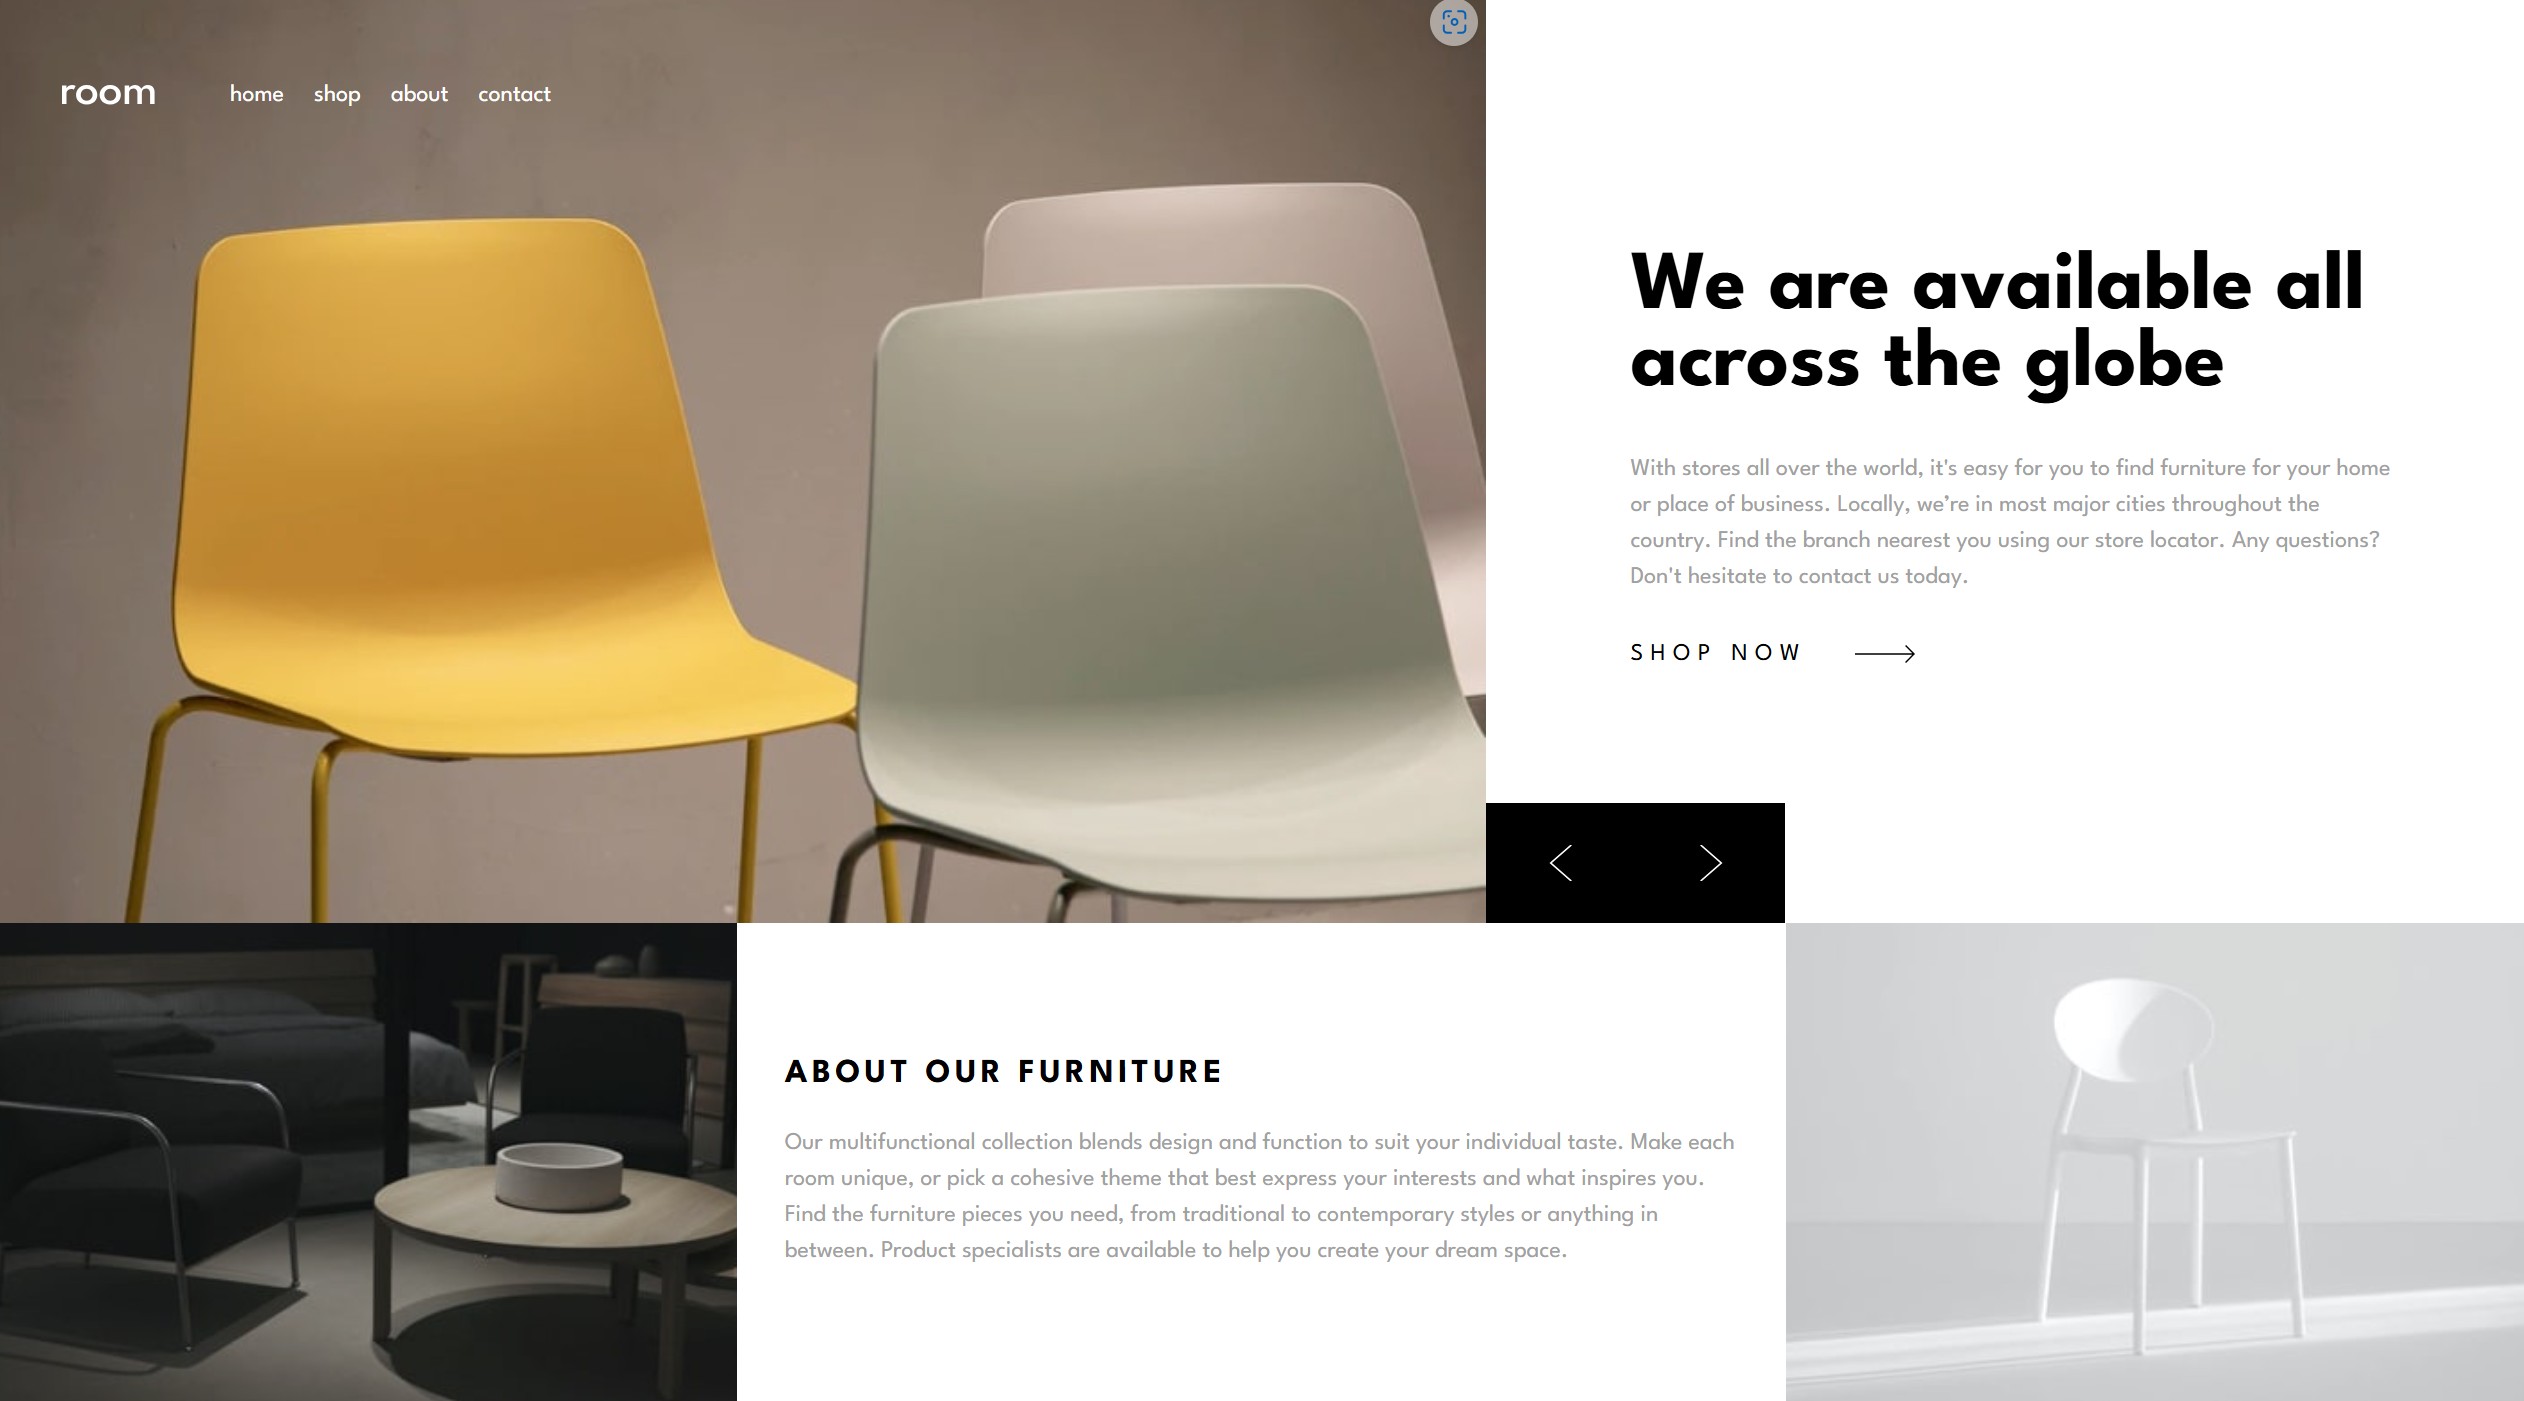 room
home shop about contact
We are available all
across the globe
With stores all over the world, it's easy for you to find furniture for your home
or place of business. Locally, we’re in most major cities throughout the
country. Find the branch nearest you using our store locator. Any questions?
Don't hesitate to contact us today.
SHOP NOW
ABOUT OUR FURNITURE
Our multifunctional collection blends design and function to suit your individual taste. Make each
room unique, or pick a cohesive theme that best express your interests and what inspires you.
Find the furniture pieces you need, from traditional to contemporary styles or anything in
between. Product specialists are available to help you create your dream space.